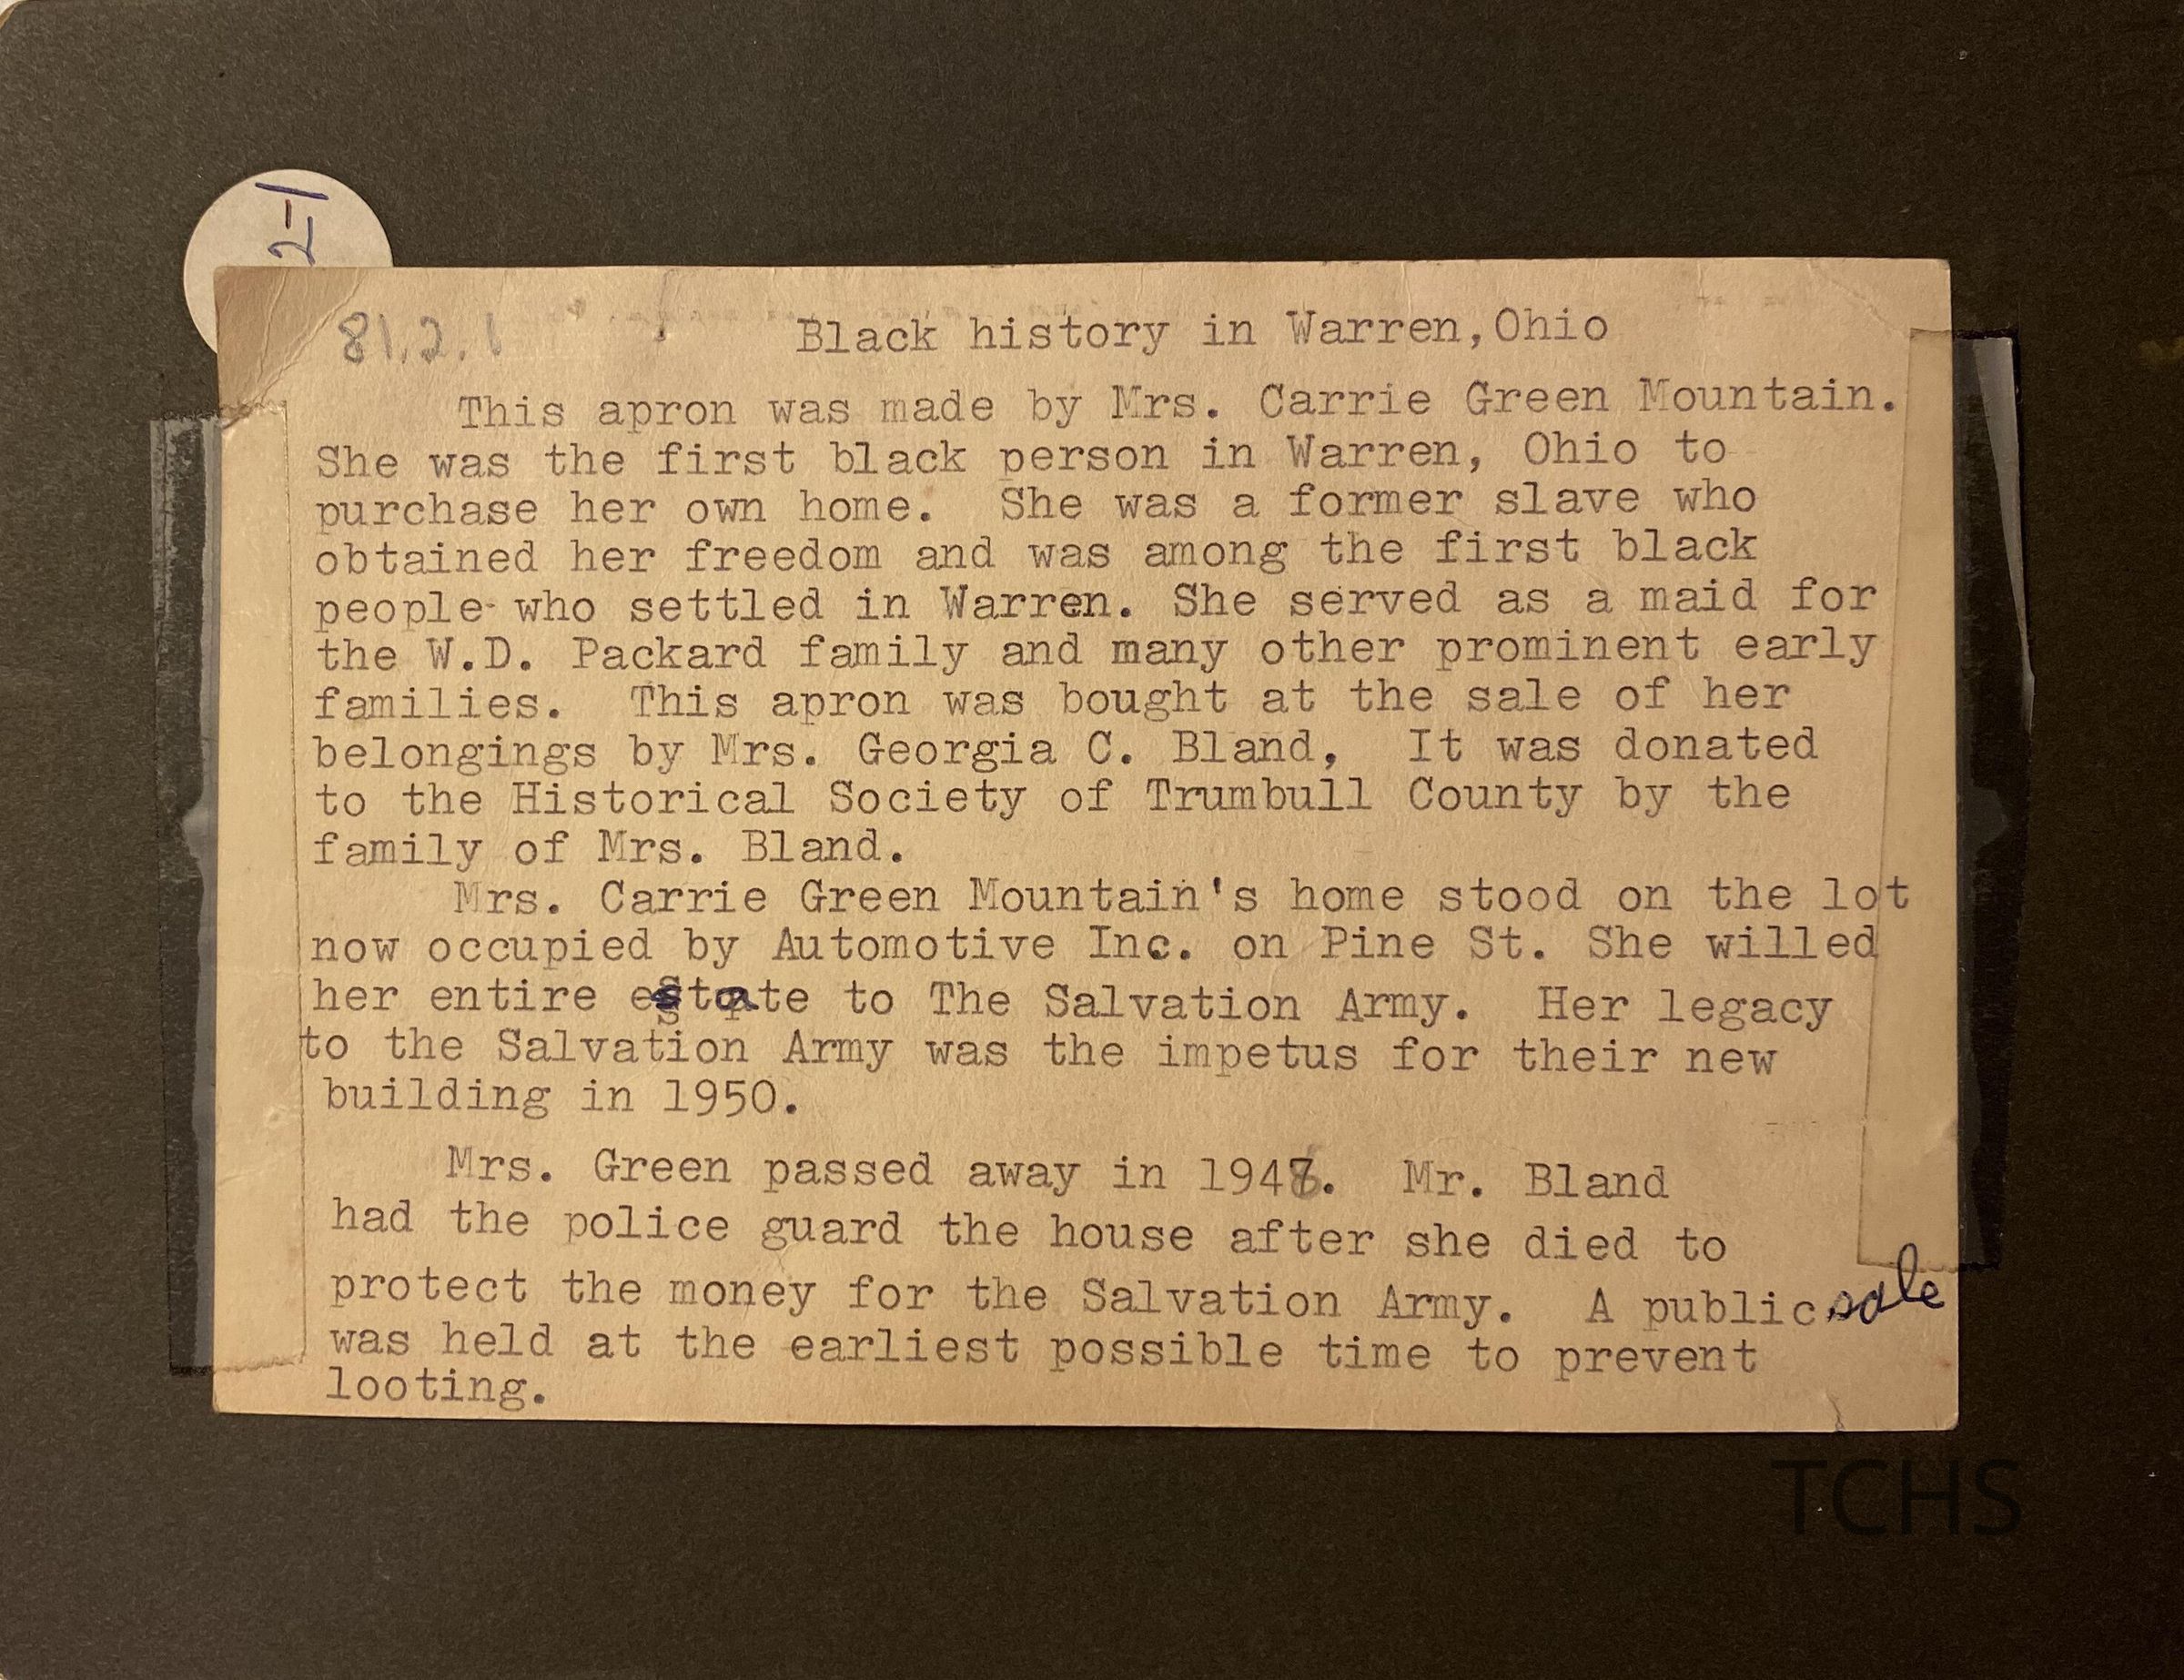 2-1
81.2.1
Black history in Warren,Ohio
This apron was made by Mrs. Carrie Green Mountain.
She was the first black person in Warren, Ohio to
purchase her own home. She was a former slave who
obtained her freedom and was among the first black
people who settled in Warren. She served as a maid for
the W.D. Packard family and many other prominent early
families. This apron was bought at the sale of her
belongings by Mrs. Georgia C. Bland, It was donated
to the Historical Society of Trumbull County by the
family of Mrs. Bland.
Mrs. Carrie Green Mountain's home stood on the lot
now occupied by Automotive Inc. on Pine St. She willed
her entire estate to The Salvation Army. Her legacy
to the Salvation Army was the impetus for their new
building in 1950.
Mrs. Green passed away in Mr. Bland
had the police guard the house after she died to
protect the money for the Salvation Army. A public sale
was held at the earliest possible time to prevent
looting.
TCHS